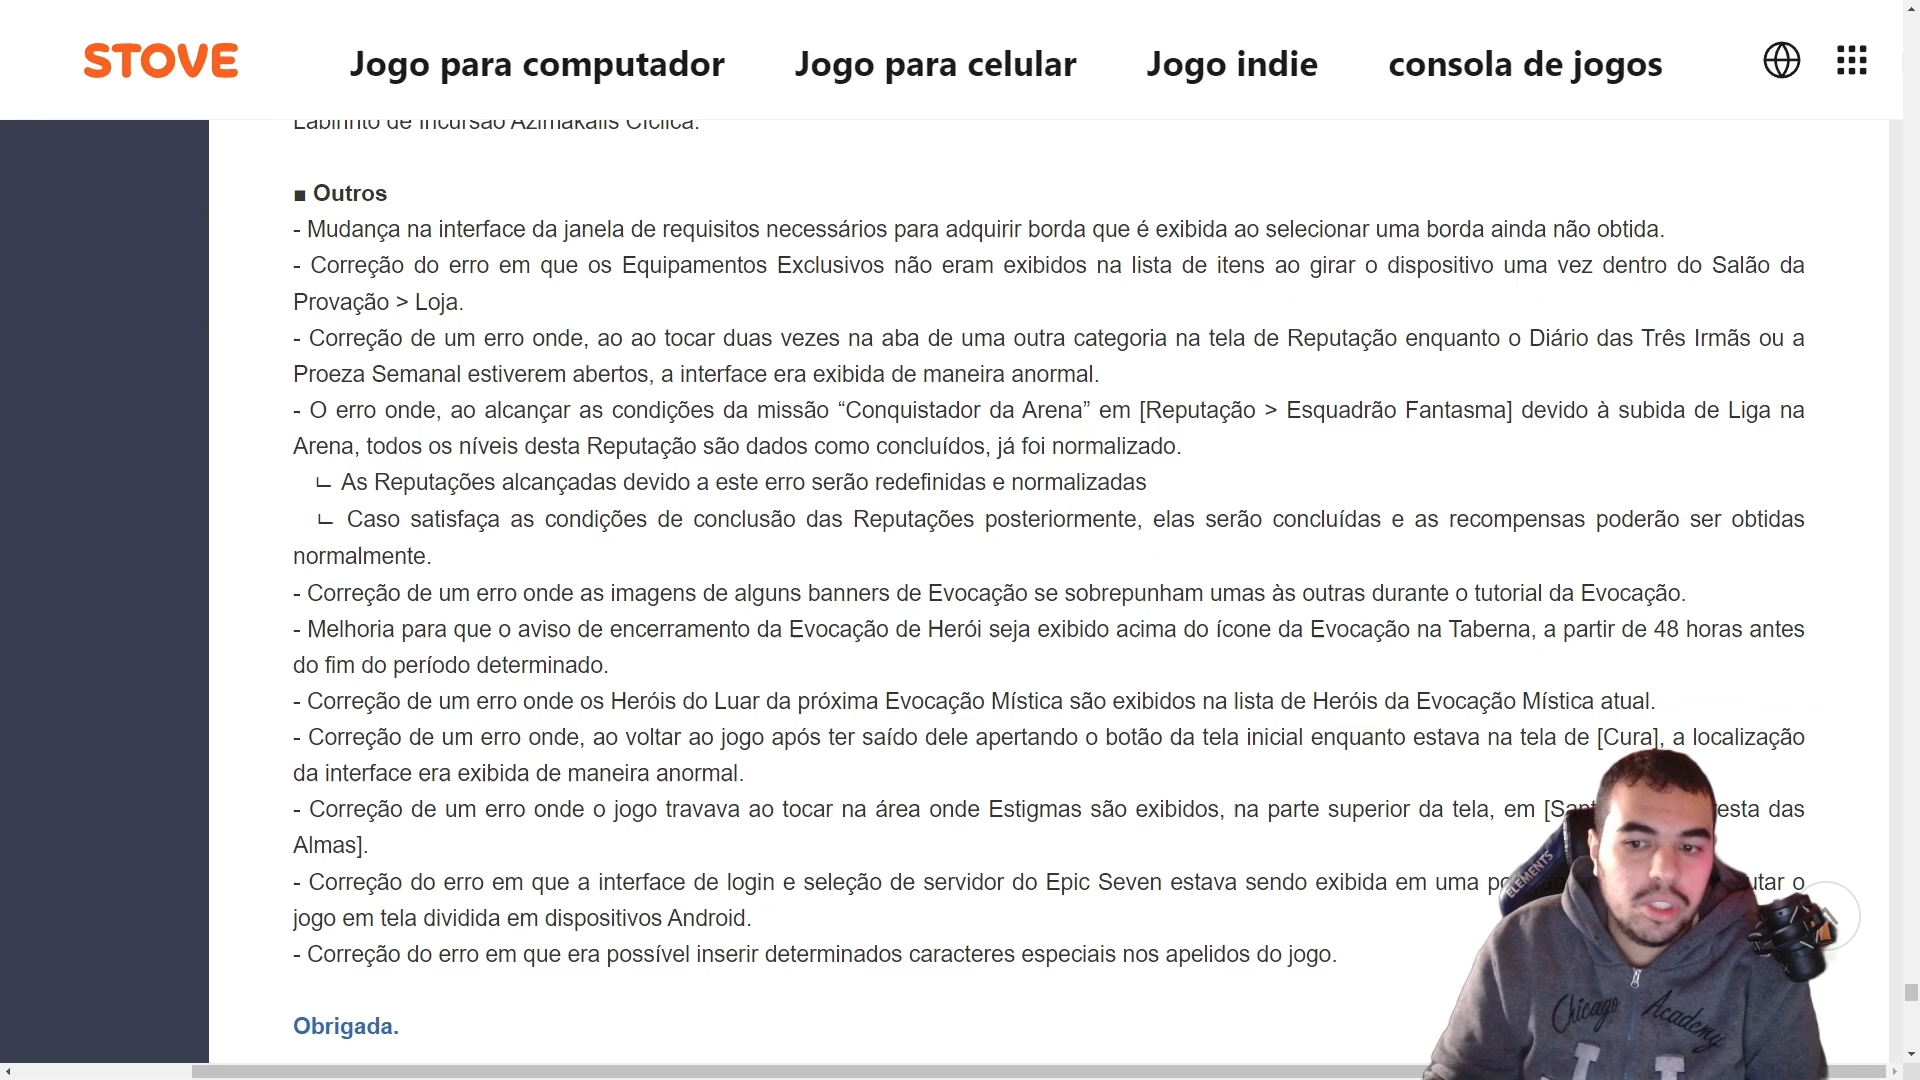 STOVE
Jogo para computador
Jogo para celular
Jogo indie
consola de jogos
Labirinto de Incursão Azimakalis Cíclica.
■ Outros
- Mudança na interface da janela de requisitos necessários para adquirir borda que é exibida ao selecionar uma borda ainda não obtida.
- Correção do erro em que os Equipamentos Exclusivos não eram exibidos na lista de itens ao girar o dispositivo uma vez dentro do Salão da
Provação > Loja.
- Correção de um erro onde, ao ao tocar duas vezes na aba de uma outra categoria na tela de Reputação enquanto o Diário das Três Irmãs ou a
Proeza Semanal estiverem abertos, a interface era exibida de maneira anormal.
- O erro onde, ao alcançar as condições da missão “Conquistador da Arena” em [Reputação > Esquadrão Fantasma] devido à subida de Liga na
Arena, todos os níveis desta Reputação são dados como concluídos, já foi normalizado.
ㄴ As Reputações alcançadas devido a este erro serão redefinidas e normalizadas
ㄴ Caso satisfaça as condições de conclusão das Reputações posteriormente, elas serão concluídas e as recompensas poderão ser obtidas
normalmente.
- Correção de um erro onde as imagens de alguns banners de Evocação se sobrepunham umas às outras durante o tutorial da Evocação.
- Melhoria para que o aviso de encerramento da Evocação de Herói seja exibido acima do ícone da Evocação na Taberna, a partir de 48 horas antes
do fim do período determinado.
- Correção de um erro onde os Heróis do Luar da próxima Evocação Mística são exibidos na lista de Heróis da Evocação Mística atual.
- Correção de um erro onde, ao voltar ao jogo após ter saído dele apertando o botão da tela inicial enquanto estava na tela de [Cura], a localização
da interface era exibida de maneira anormal.
- Correção de um erro onde o jogo travava ao tocar na área onde Estigmas são exibidos, na parte superior da tela, em das
Almas].
- Correção do erro em que a interface de login e seleção de servidor do Epic Seven estava sendo exibida em uma o
jogo em tela dividida em dispositivos Android.
- Correção do erro em que era possível inserir determinados caracteres especiais nos apelidos do jogo.
Obrigada.
ELEMENTS
Chicago Academy